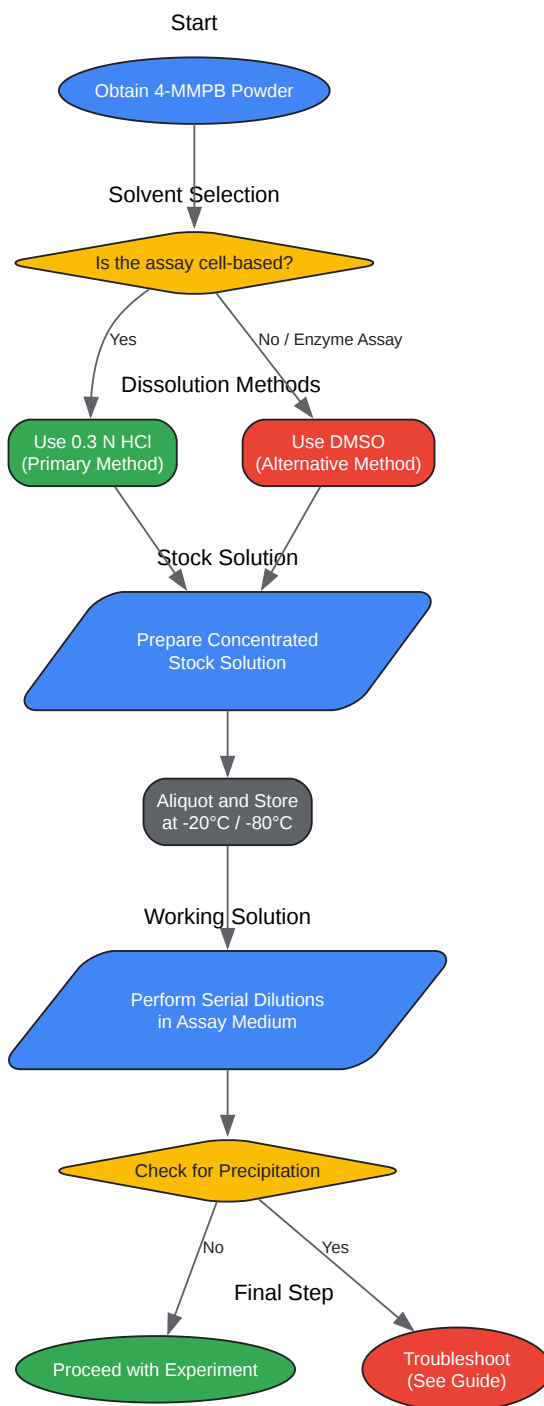 Start
Obtain 4-MMPB Powder
Solvent Selection
Is the assay cell-based?
Yes
No / Enzyme Assay
Dissolution Methods
Use 0.3 N HCl
(Primary Method)
Use DMSO
(Alternative Method)
Stock Solution
Prepare Concentrated
Stock Solution
Aliquot and Store
at -20°C / -80°C
Working Solution
Perform Serial Dilutions
in Assay Medium
Check for Precipitation
No
Yes
Final Step
Proceed with Experiment
Troubleshoot
(See Guide)